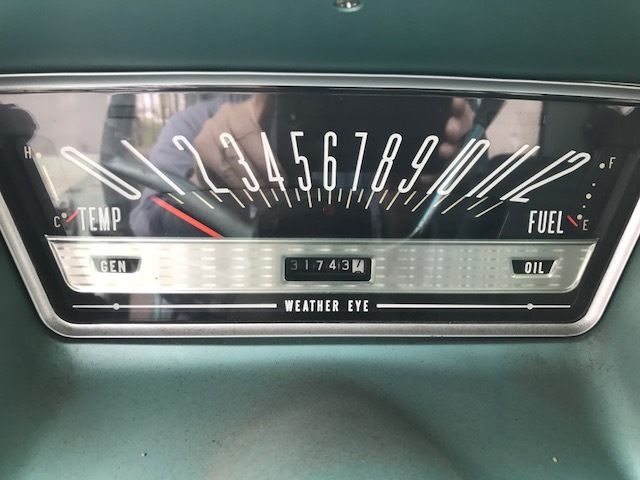 H 0 1 2 3 4 5 6 7 8 9 10 11 12 F
C TEMP FUEL E
GEN 31743 OIL
WEATHER EYE